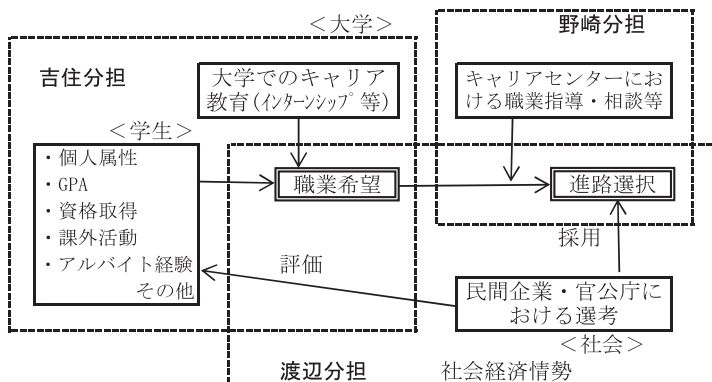 ＜大学＞
野崎分担
吉住分担
大学でのキャリア
教育(ｲﾝﾀｰﾝｼｯﾌﾟ等)
キャリアセンターにお
ける職業指導・相談等
＜学生＞
・個人属性
・GPA
・資格取得
・課外活動
・アルバイト経験
その他
職業希望
進路選択
採用
評価
民間企業・官公庁に
おける選考
＜社会＞
渡辺分担
社会経済情勢